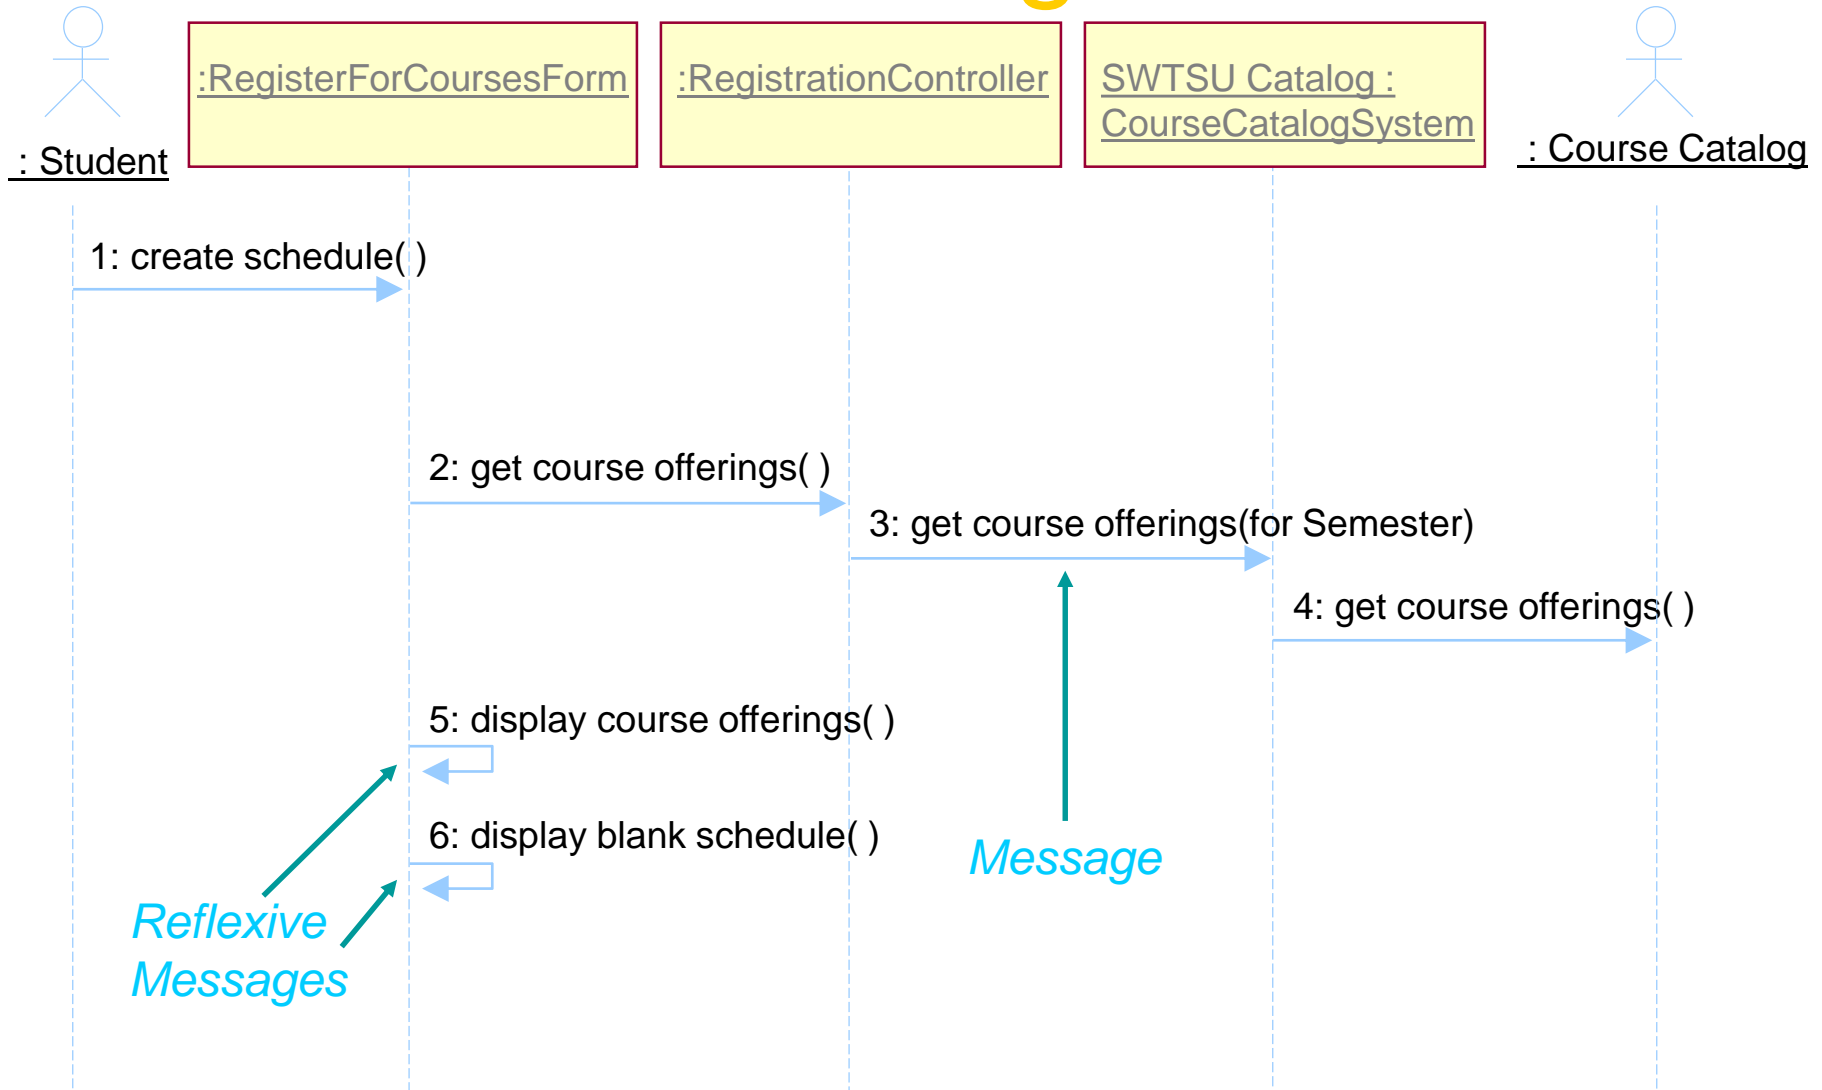 : Student
:RegisterForCoursesForm
:RegistrationController
SWTSU Catalog :
CourseCatalogSystem
: Course Catalog
1: create schedule( )
2: get course offerings( )
3: get course offerings(for Semester)
4: get course offerings( )
5: display course offerings( )
6: display blank schedule( )
Message
Reflexive
Messages